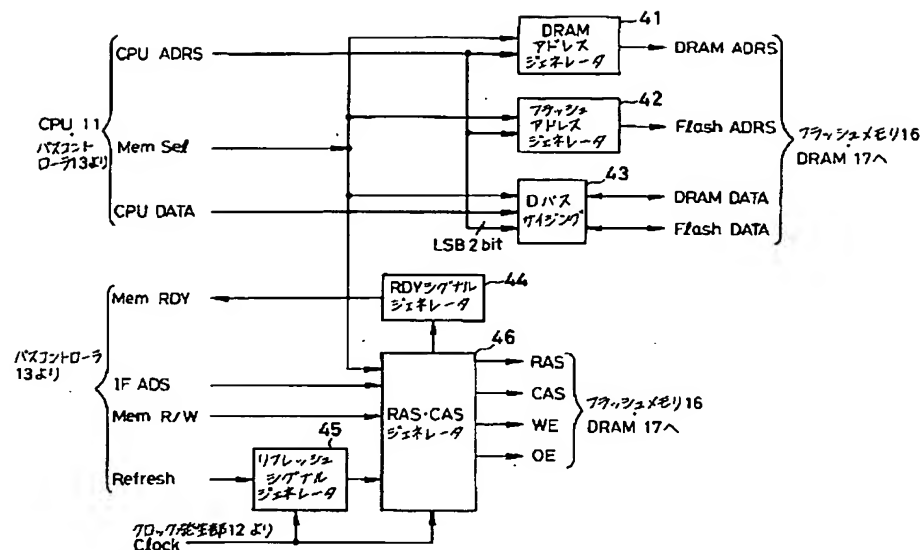 41
DRAM
アドレス
ジェネレータ
CPU ADRS
DRAM ADRS
42
フラッシュ
アドレス
ジェネレータ
CPU 11
バスコント
ローラ13より
Mem Sel
Flash ADRS
フラッシュメモリ16
DRAM 17へ
43
Dバス
サイジング
DRAM DATA
CPU DATA
Flash DATA
LSB 2 bit
RDYシグナル
ジェネレータ
44
Mem RDY
46
バスコントローラ
13より
IF ADS
Mem R/W
RAS・CAS
ジェネレータ
RAS
CAS
WE
OE
フラッシュメモリ16
DRAM 17へ
45
Refresh
リフレッシュ
シグナル
ジェネレータ
クロック発生部12より
Clock